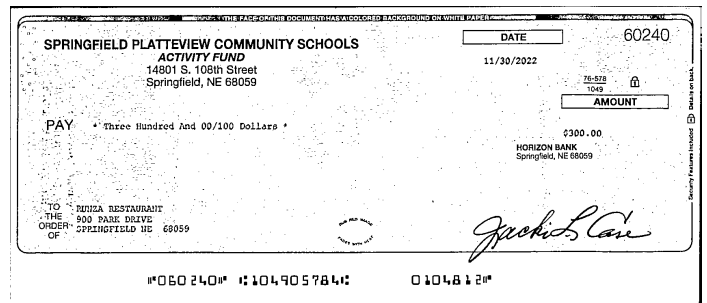 THE FACE OF THIS DOCUMENT HAS A COLORED BACKGROUND ON WHITE PAPER
SPRINGFIELD PLATTEVIEW COMMUNITY SCHOOLS
ACTIVITY FUND
14801 S. 108th Street
Springfield, NE 68059
DATE
60240
11/30/2022
76-578
1049
AMOUNT
PAY * Three Hundred And 00/100 Dollars *
$300.00
HORIZON BANK
Springfield, NE 68059
Security Features Included Details on back.
TO THE ORDER OF
RUNZA RESTAURANT
900 PARK DRIVE
SPRINGFIELD NE 68059
Jacki L Case
⑈060240⑈ ⑆104905784⑆ 0104812⑈